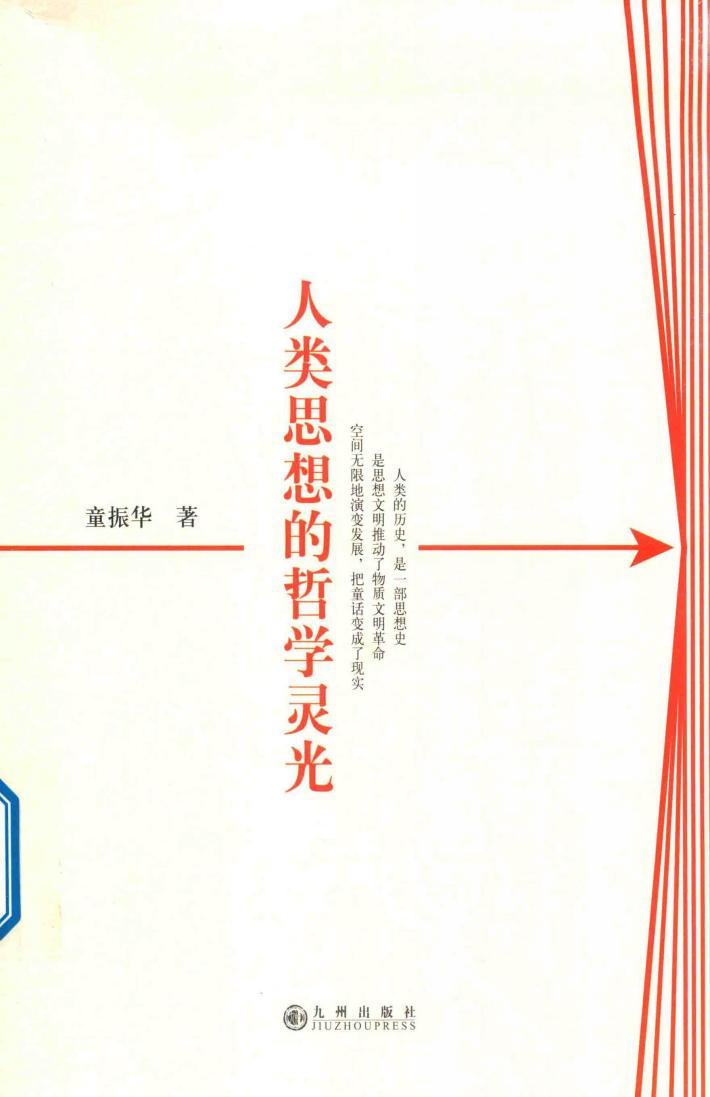 人类思想的哲学灵光
人类的历史，是一部思想史
是思想文明推动了物质文明革命
空间无限地演变发展，把童话变成了现实
童振华 著
九州出版社
JIUZHOUPRESS